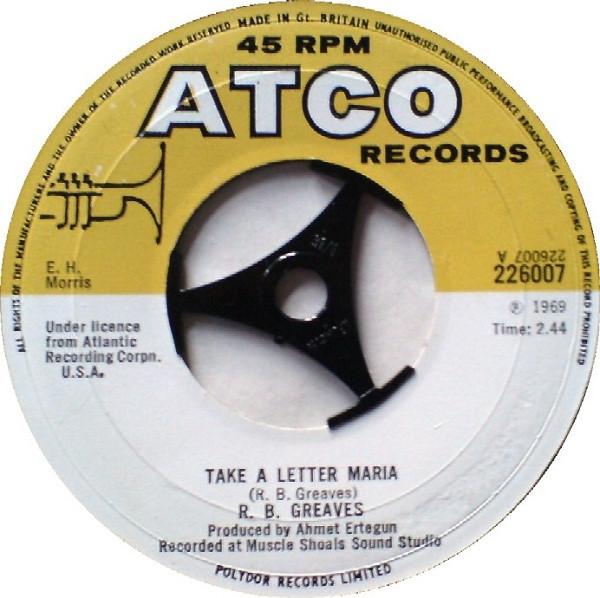 ALL RIGHTS OF THE MANUFACTURERS AND THE OWNER OF THE RECORDED WORK RESERVED MADE IN Gt. BRITAIN UNAUTHORISED PUBLIC PERFORMANCE BROADCASTING AND COPYING OF THIS RECORD PROHIBITED
45 RPM
ATCO
RECORDS
226007 A
226007
E. H.
Morris
℗ 1969
Under licence
from Atlantic
Recording Corpn.
U.S.A.
Time: 2.44
TAKE A LETTER MARIA
(R. B. Greaves)
R. B. GREAVES
Produced by Ahmet Ertegun
Recorded at Muscle Shoals Sound Studio
POLYDOR RECORDS LIMITED